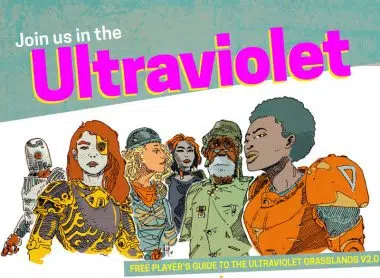 Join us in the
Ultraviolet
FREE PLAYER'S GUIDE TO THE ULTRAVIOLET GRASSLANDS V2.0